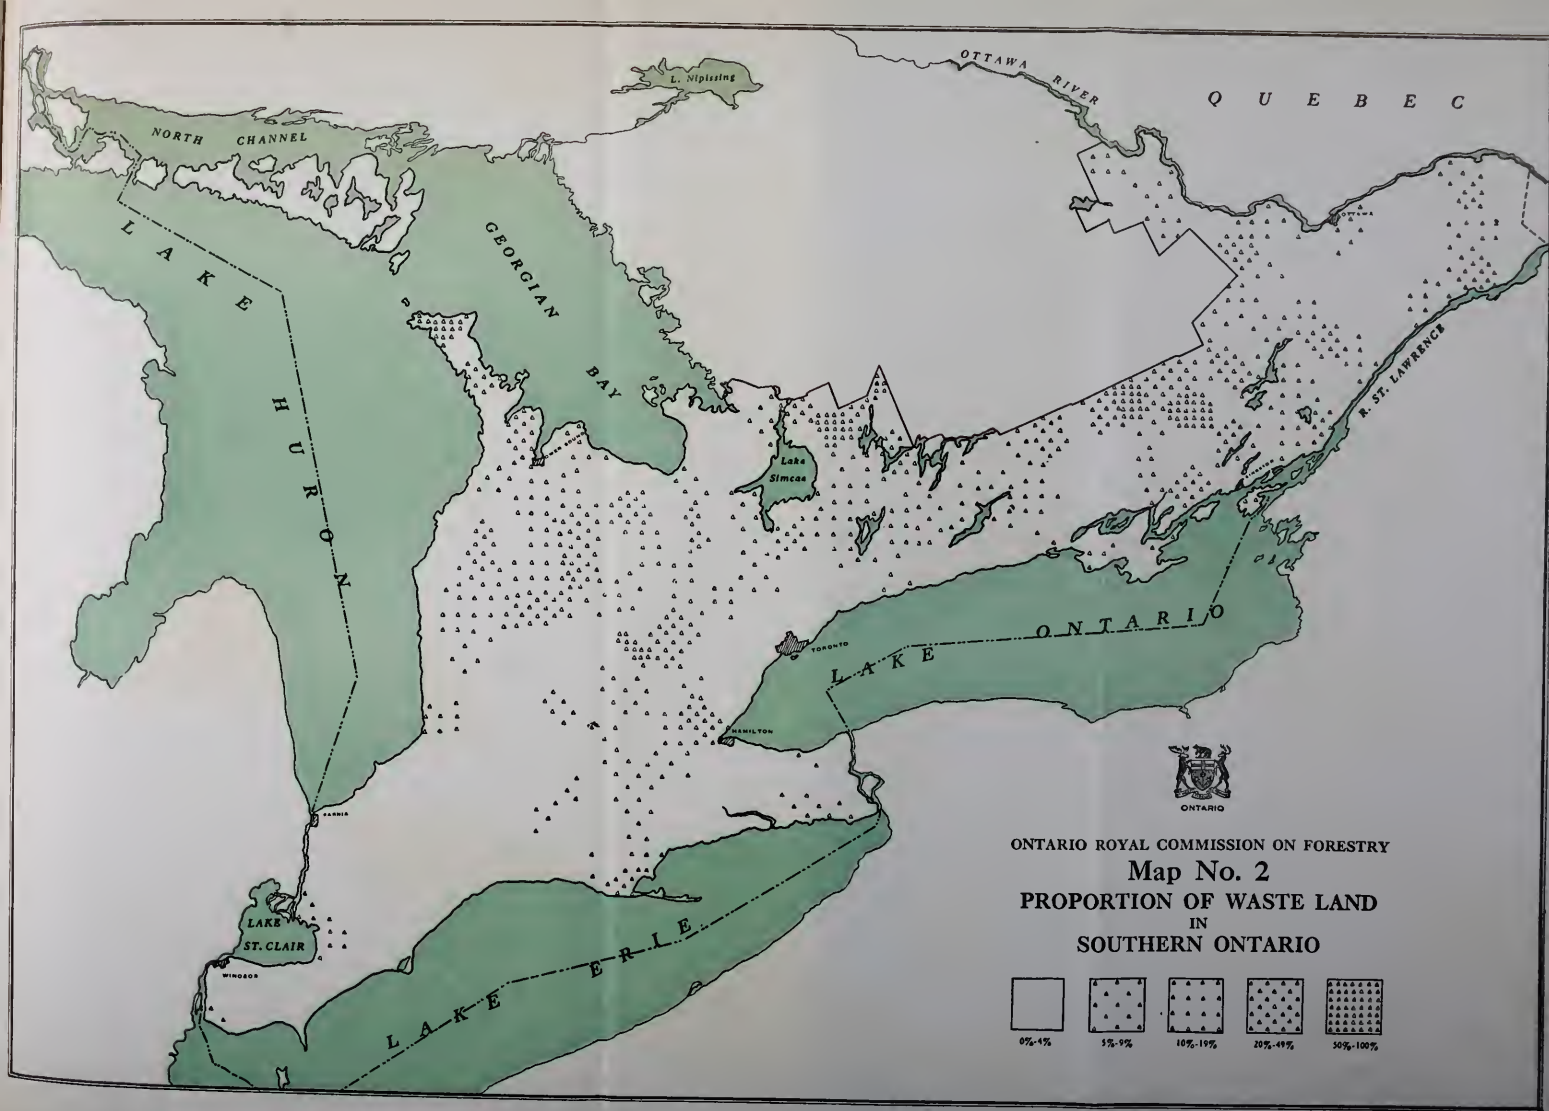 OTTAWA RIVER
QUEBEC
L. Nipissing
NORTH CHANNEL
GEORGIAN BAY
LAKE HURON
OTTAWA
R. ST. LAWRENCE
Lake
Simcoe
KINGSTON
LAKE ONTARIO
TORONTO
HAMILTON
SARNIA
LAKE
ST. CLAIR
WINDSOR
LAKE ERIE
ONTARIO
ONTARIO ROYAL COMMISSION ON FORESTRY
Map No. 2
PROPORTION OF WASTE LAND
IN
SOUTHERN ONTARIO
0%-4% 5%-9% 10%-19% 20%-49% 50%-100%